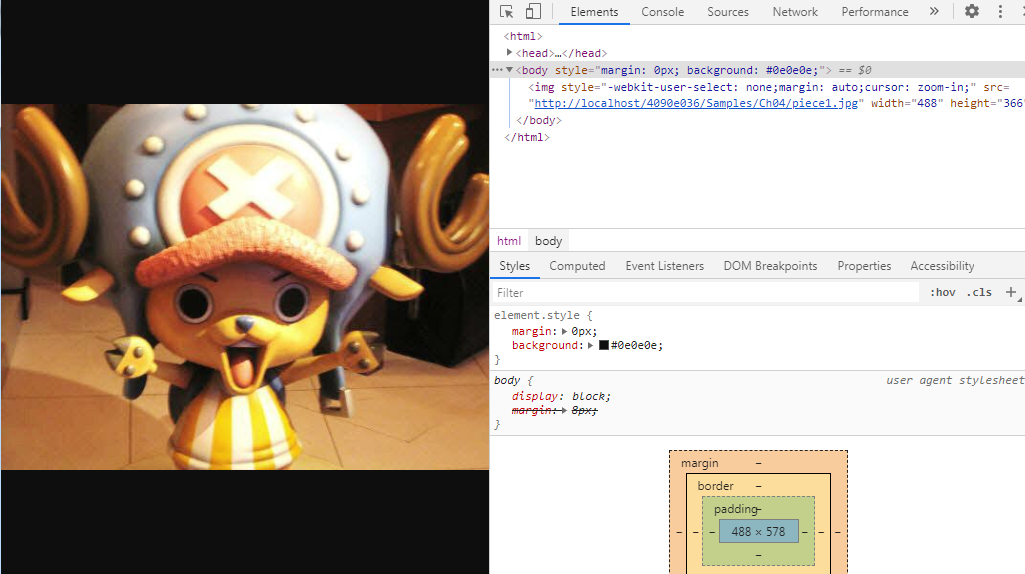 Elements Console Sources Network Performance »
<html>
<head>…</head>
<body style="margin: 0px; background: #0e0e0e;"> == $0
<img style="-webkit-user-select: none;margin: auto;cursor: zoom-in;" src=
"http://localhost/4090e036/Samples/Ch04/piece1.jpg" width="488" height="366"
</body>
</html>
html body
Styles Computed Event Listeners DOM Breakpoints Properties Accessibility
Filter :hov .cls +
element.style {
margin: 0px;
background: #0e0e0e;
}
body { user agent stylesheet
display: block;
margin: 8px;
}
margin –
border –
padding–
– – – 488 × 578 – – –
–